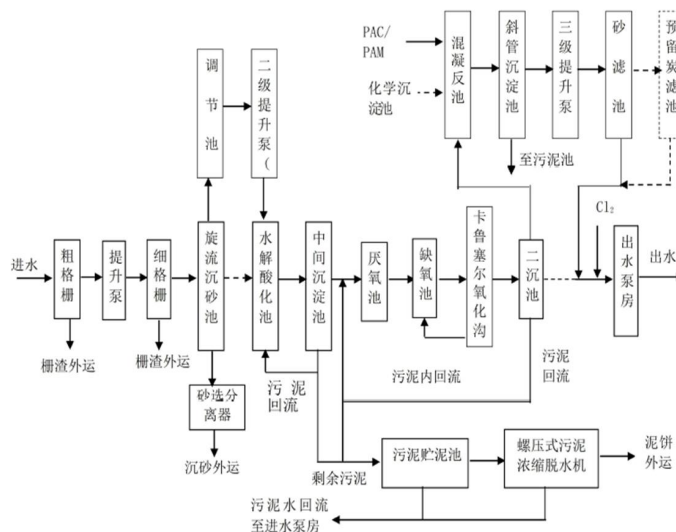 PAC/
PAM
化学沉
淀池
混凝反池
斜管沉淀池
三级提升泵
砂滤池
预留炭滤池
至污泥池
Cl₂
调节池
二级提升泵(
进水
粗格栅
提升泵
细格栅
旋流沉砂池
水解酸化池
中间沉淀池
厌氧池
缺氧池
卡鲁塞尔氧化沟
二沉池
出水泵房
出水
栅渣外运
栅渣外运
砂选分
离器
沉砂外运
污泥
回流
污泥内回流
污泥
回流
剩余污泥
污泥贮泥池
螺压式污泥
浓缩脱水机
泥饼
外运
污泥水回流
至进水泵房